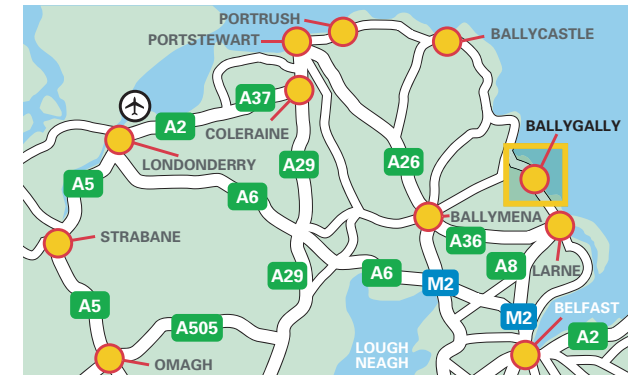 PORTRUSH
PORTSTEWART
BALLYCASTLE
A37
A2
COLERAINE
BALLYGALLY
LONDONDERRY
A29
A26
A5
A6
BALLYMENA
STRABANE
A36
A29
A6
A8
LARNE
M2
A5
M2
BELFAST
A505
A2
LOUGH
NEAGH
OMAGH